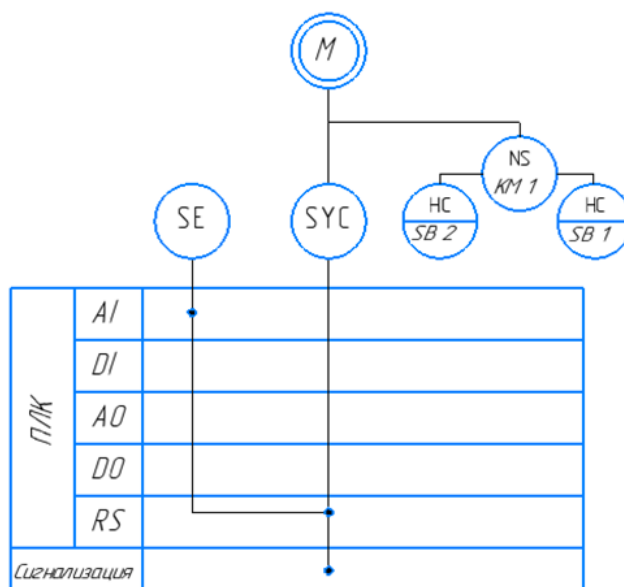 M
NS
KM 1
SE
SYC
HC
SB 2
HC
SB 1
ПЛК
AI
DI
AO
DO
RS
Сигнализация